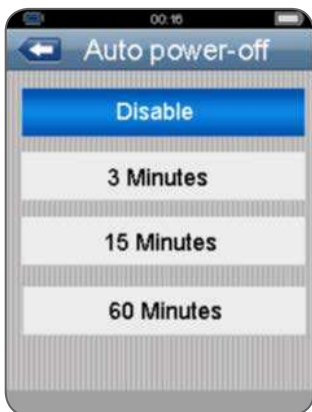 00:16
Auto power-off
Disable
3 Minutes
15 Minutes
60 Minutes